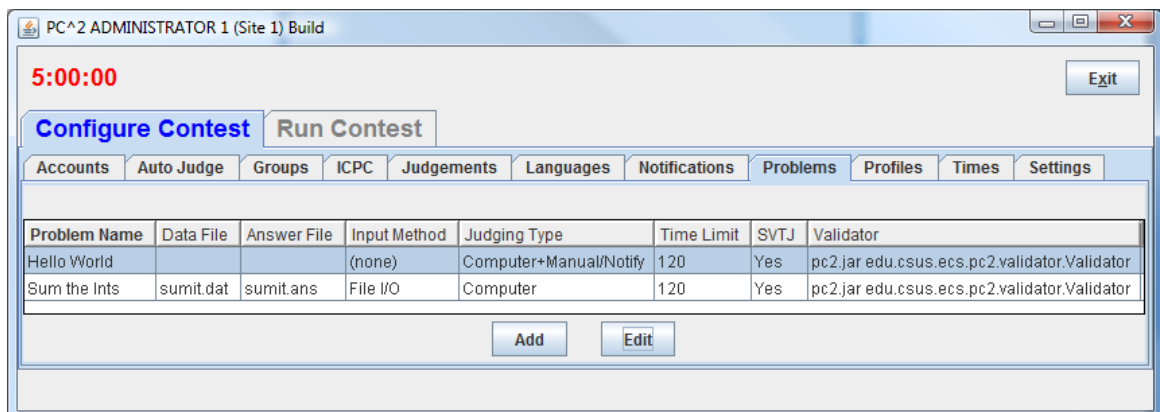 PC^2 ADMINISTRATOR 1 (Site 1) Build
5:00:00
Exit
Configure Contest Run Contest
Accounts Auto Judge Groups ICPC Judgements Languages Notifications Problems Profiles Times Settings
Problem Name Data File Answer File Input Method Judging Type Time Limit SVTJ Validator
Hello World (none) Computer+Manual/Notify 120 Yes pc2.jar edu.csus.ecs.pc2.validator.Validator
Sum the Ints sumit.dat sumit.ans File I/O Computer 120 Yes pc2.jar edu.csus.ecs.pc2.validator.Validator
Add Edit